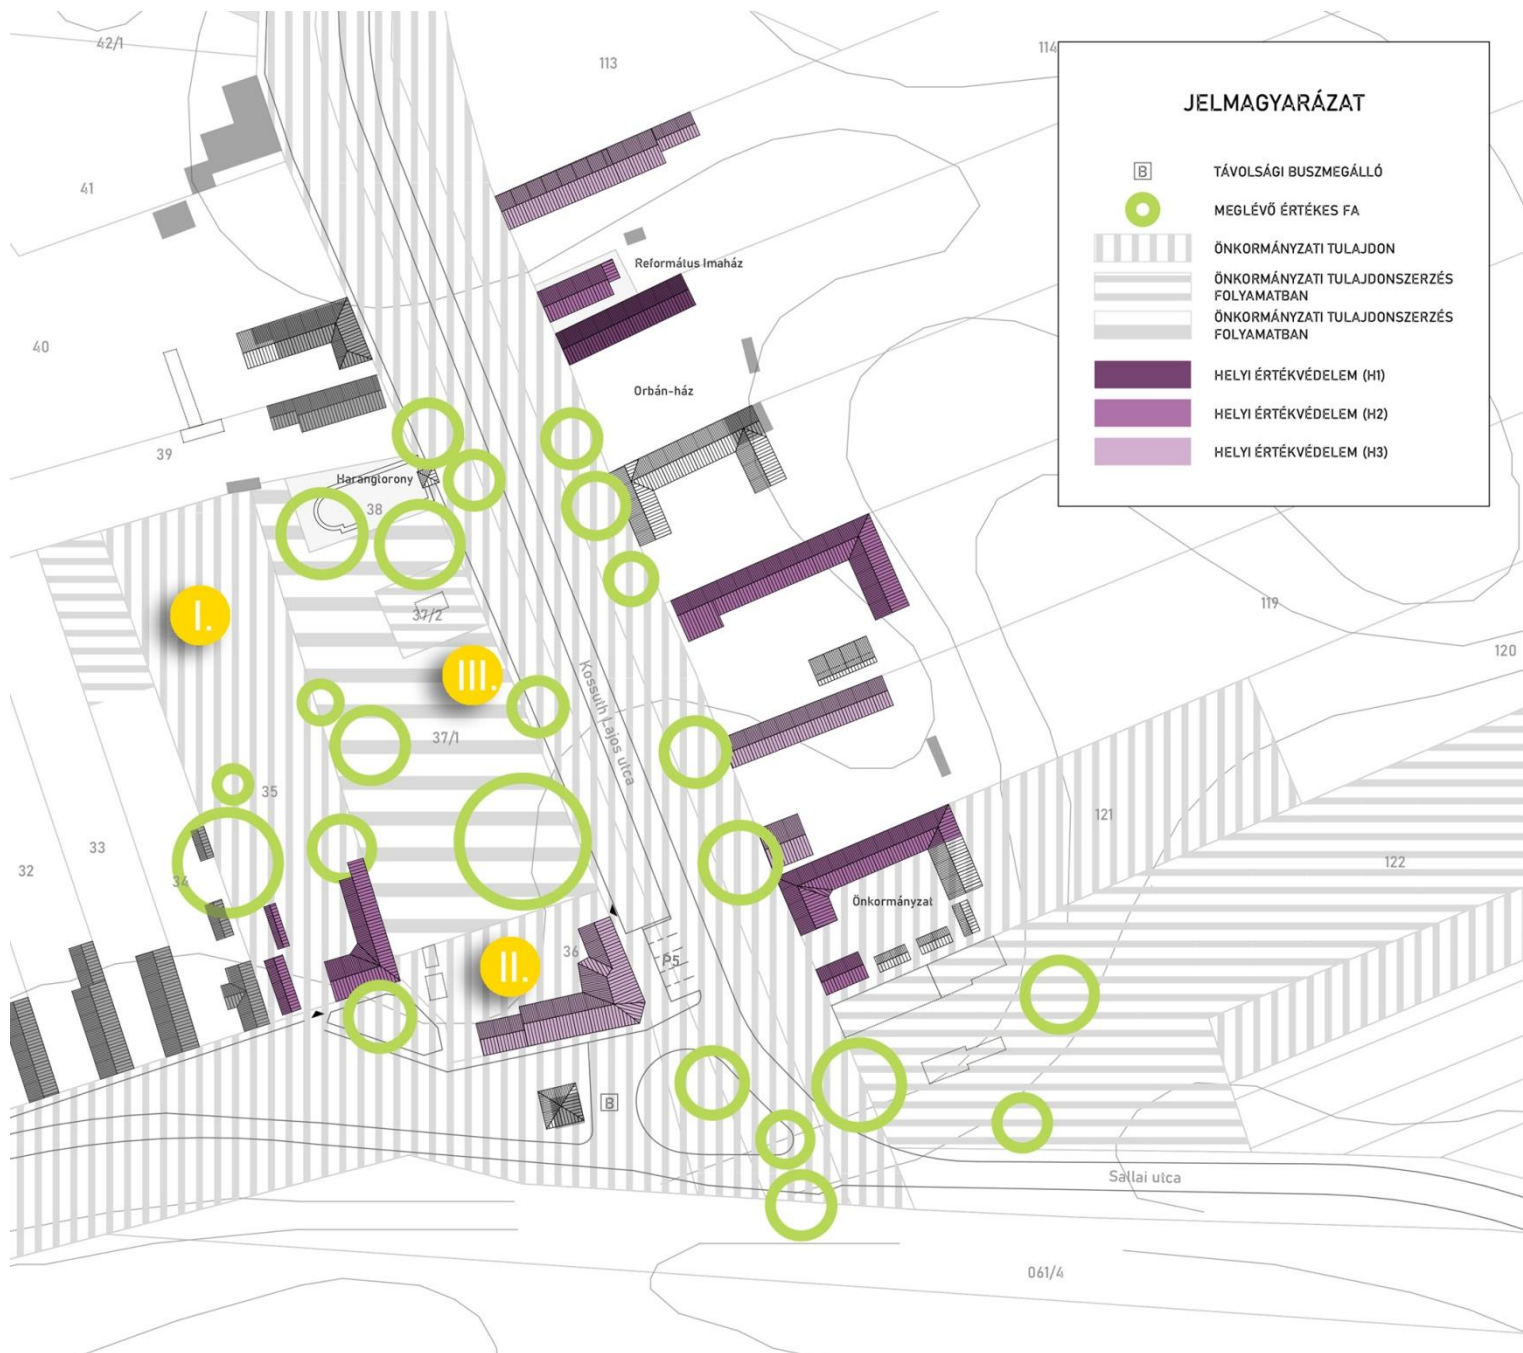 42/1
113
114
41
40
39
Református Imaház
Orbán-ház
Haranglorony
38
I.
37/2
III.
37/1
Kossuth Lajos utca
35
33
32
34
36
II.
P5
B
Önkormányzat
119
120
121
122
Sallai utca
061/4
JELMAGYARÁZAT
B TÁVOLSÁGI BUSZMEGÁLLÓ
MEGLÉVŐ ÉRTÉKES FA
ÖNKORMÁNYZATI TULAJDON
ÖNKORMÁNYZATI TULAJDONSZERZÉS
FOLYAMATBAN
ÖNKORMÁNYZATI TULAJDONSZERZÉS
FOLYAMATBAN
HELYI ÉRTÉKVÉDELEM (H1)
HELYI ÉRTÉKVÉDELEM (H2)
HELYI ÉRTÉKVÉDELEM (H3)